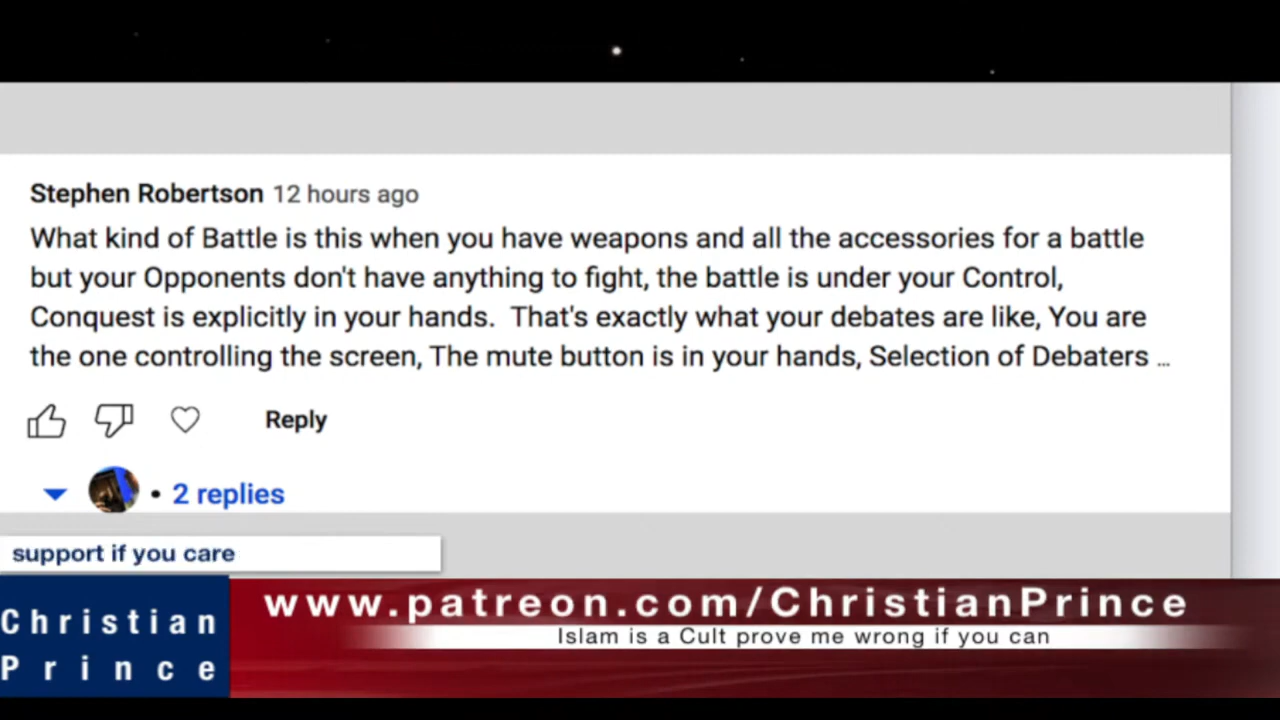 Stephen Robertson 12 hours ago
What kind of Battle is this when you have weapons and all the accessories for a battle
but your Opponents don't have anything to fight, the battle is under your Control,
Conquest is explicitly in your hands.  That's exactly what your debates are like, You are
the one controlling the screen, The mute button is in your hands, Selection of Debaters ...
Reply
• 2 replies
support if you care
Christian
Prince
www.patreon.com/ChristianPrince
Islam is a Cult prove me wrong if you can